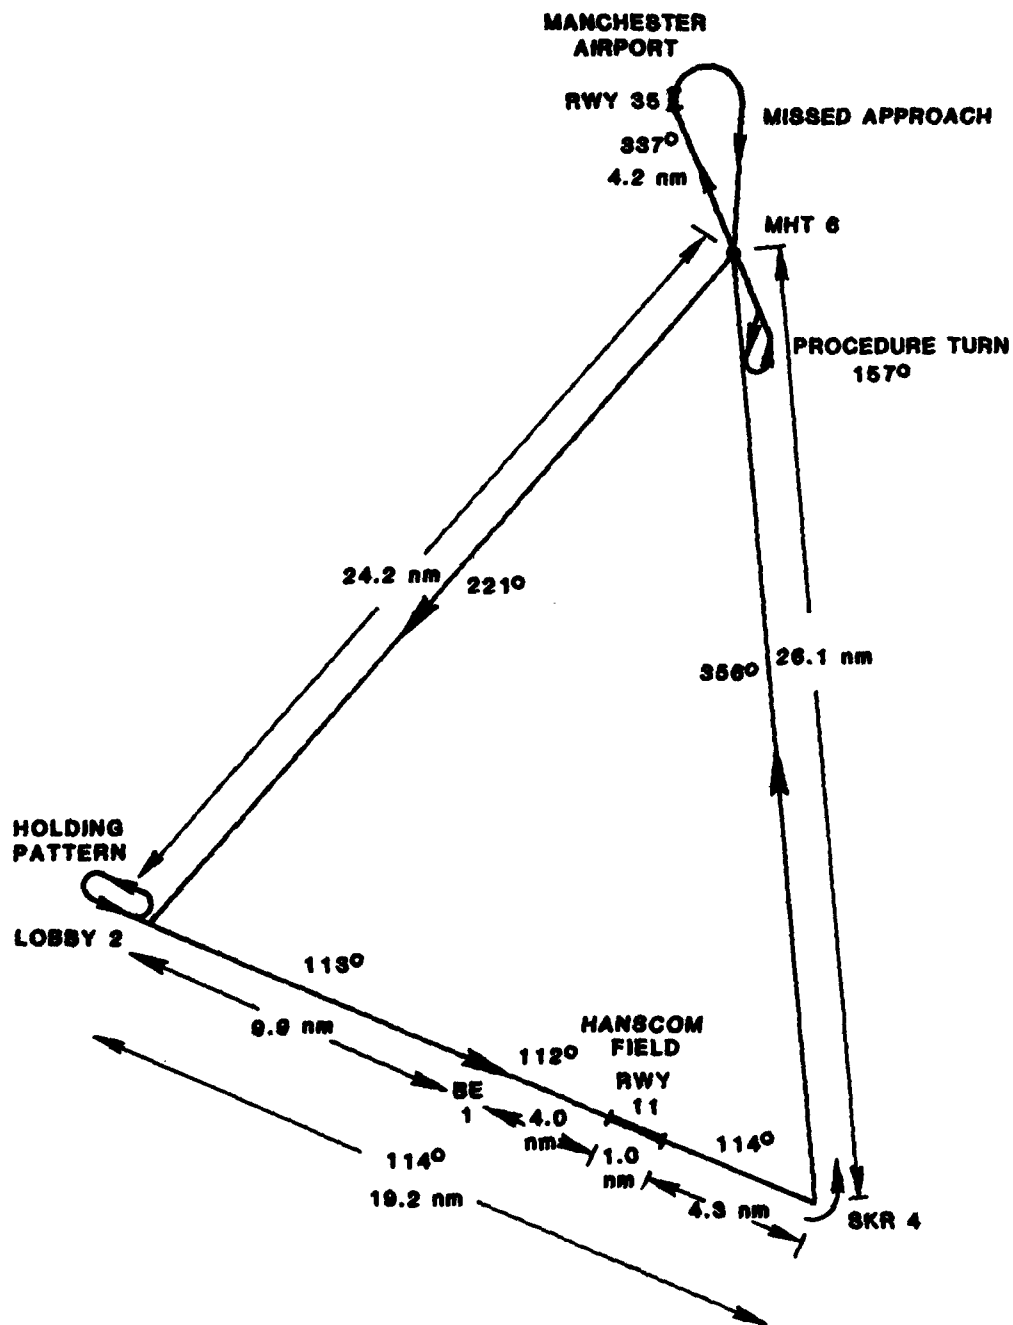 MANCHESTER
AIRPORT
RWY 35
MISSED APPROACH
337°
4.2 nm
MHT 6
PROCEDURE TURN
157°
24.2 nm
221°
356°
26.1 nm
HOLDING
PATTERN
LOBBY 2
113°
9.9 nm
HANSCOM
FIELD
112°
RWY
11
BE
1
4.0
nm
114°
1.0
nm
114°
4.3 nm
19.2 nm
SKR 4